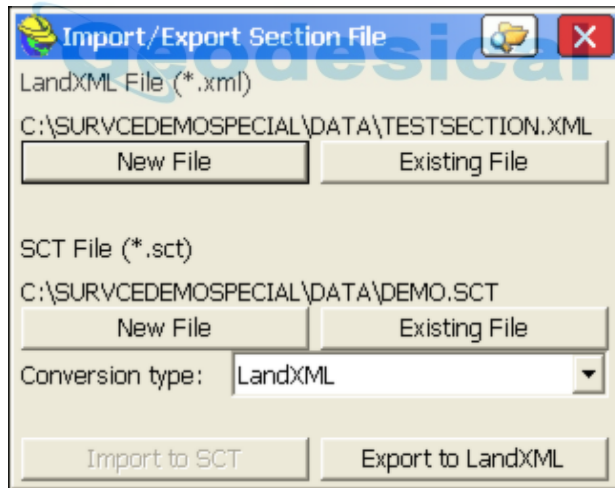 Import/Export Section File
Geodesical
LandXML File (*.xml)
C:\SURVCEDEMOSPECIAL\DATA\TESTSECTION.XML
New File Existing File
SCT File (*.sct)
C:\SURVCEDEMOSPECIAL\DATA\DEMO.SCT
New File Existing File
Conversion type: LandXML
Import to SCT Export to LandXML